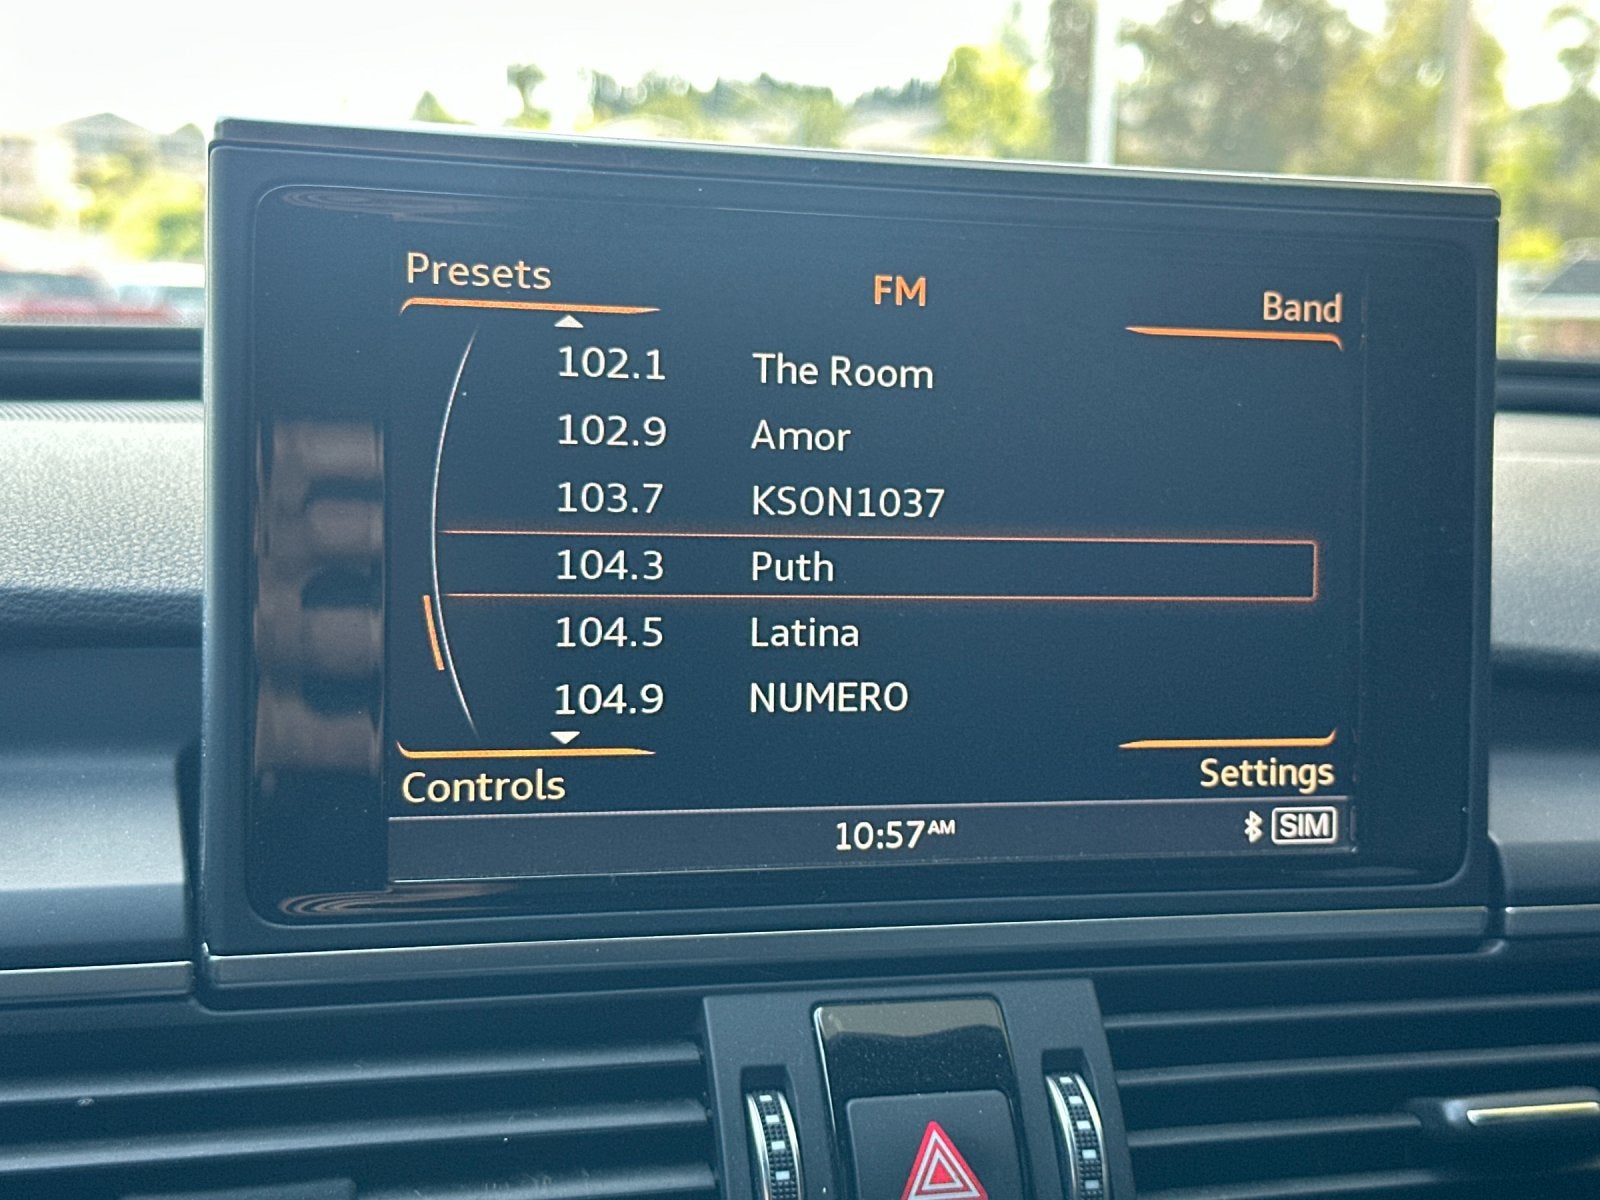 Presets
FM
Band
102.1 The Room
102.9 Amor
103.7 KSON1037
104.3 Puth
104.5 Latina
104.9 NUMERO
Controls
Settings
10:57AM
SIM